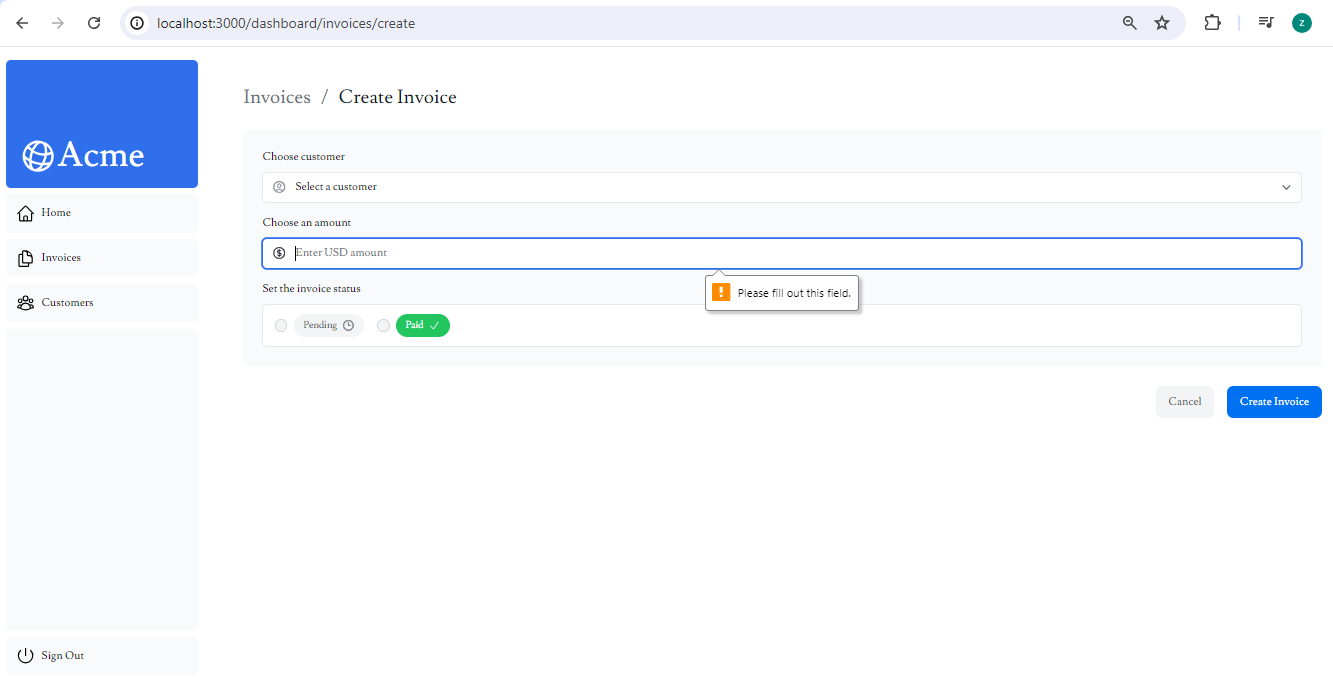 localhost:3000/dashboard/invoices/create
z
Acme
Home
Invoices
Customers
Sign Out
Invoices / Create Invoice
Choose customer
Select a customer
Choose an amount
Enter USD amount
Please fill out this field.
Set the invoice status
Pending
Paid
Cancel
Create Invoice